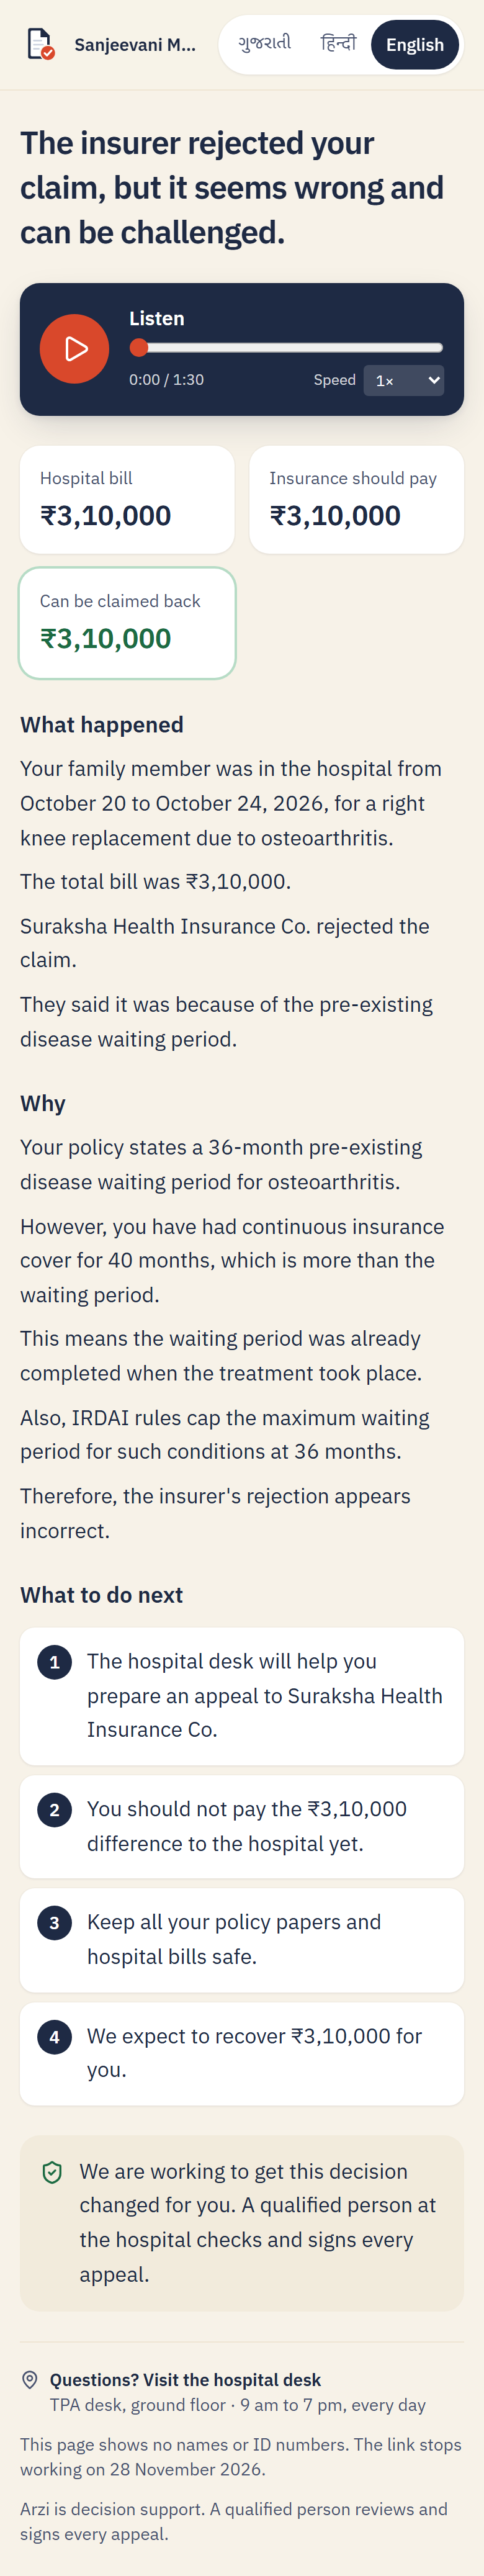 Sanjeevani M...
ગુજરાતી
हिन्दी
English
The insurer rejected your
claim, but it seems wrong and
can be challenged.
Listen
0:00 / 1:30
Speed
1×
Hospital bill
₹3,10,000
Insurance should pay
₹3,10,000
Can be claimed back
₹3,10,000
What happened
Your family member was in the hospital from
October 20 to October 24, 2026, for a right
knee replacement due to osteoarthritis.
The total bill was ₹3,10,000.
Suraksha Health Insurance Co. rejected the
claim.
They said it was because of the pre-existing
disease waiting period.
Why
Your policy states a 36-month pre-existing
disease waiting period for osteoarthritis.
However, you have had continuous insurance
cover for 40 months, which is more than the
waiting period.
This means the waiting period was already
completed when the treatment took place.
Also, IRDAI rules cap the maximum waiting
period for such conditions at 36 months.
Therefore, the insurer's rejection appears
incorrect.
What to do next
1
The hospital desk will help you
prepare an appeal to Suraksha Health
Insurance Co.
2
You should not pay the ₹3,10,000
difference to the hospital yet.
3
Keep all your policy papers and
hospital bills safe.
4
We expect to recover ₹3,10,000 for
you.
We are working to get this decision
changed for you. A qualified person at
the hospital checks and signs every
appeal.
Questions? Visit the hospital desk
TPA desk, ground floor · 9 am to 7 pm, every day
This page shows no names or ID numbers. The link stops
working on 28 November 2026.
Arzi is decision support. A qualified person reviews and
signs every appeal.